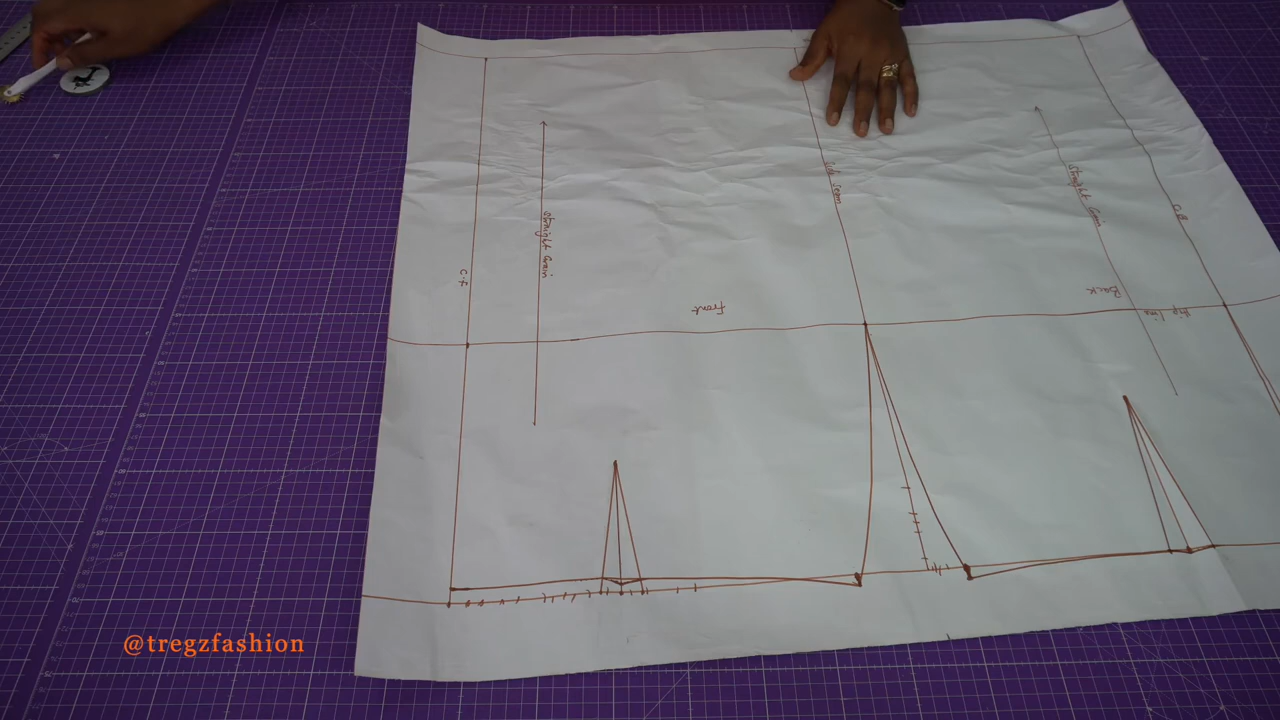 Side Seam
Straight Grain
Straight Grain
C.B
C.F
Back
Front
Hip line
@tregzfashion